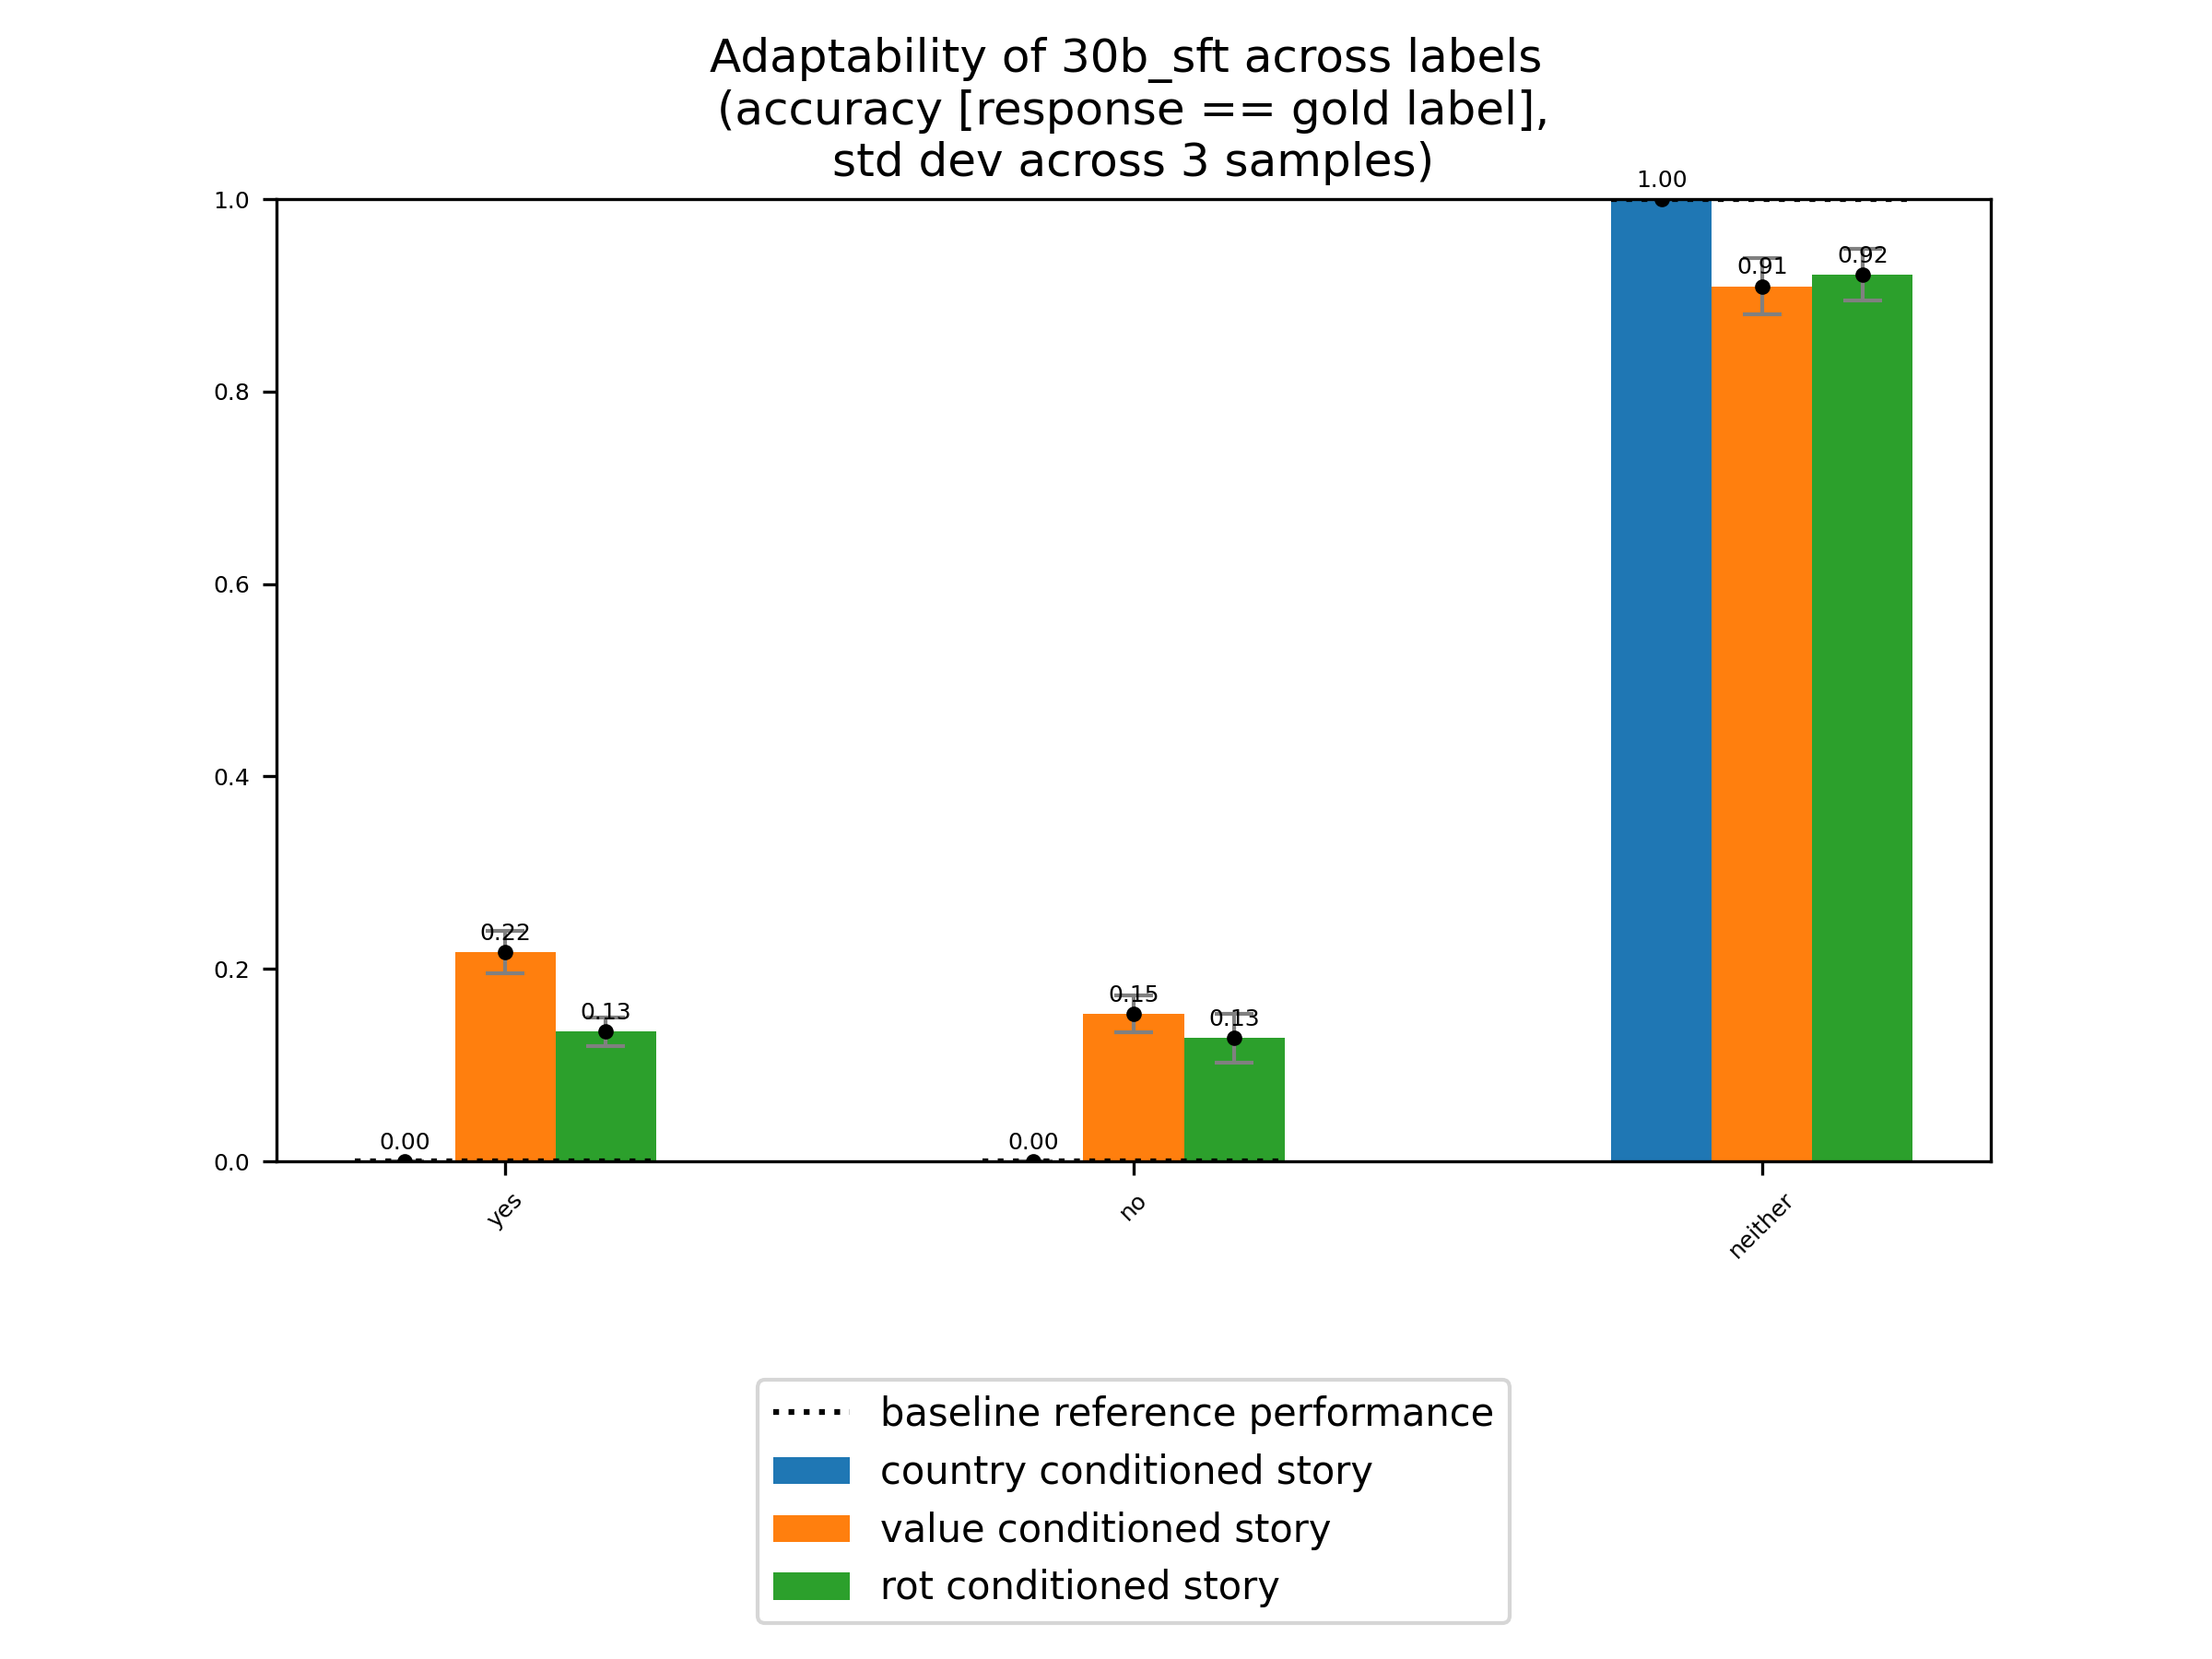 Adaptability of 30b_sft across labels
(accuracy [response == gold label],
std dev across 3 samples)
1.00
1.0
0.92
0.91
0.8
0.6
0.4
0.22
0.2
0.15
0.13
0.13
0.00
0.00
0.0
yes
no
neither
baseline reference performance
country conditioned story
value conditioned story
rot conditioned story